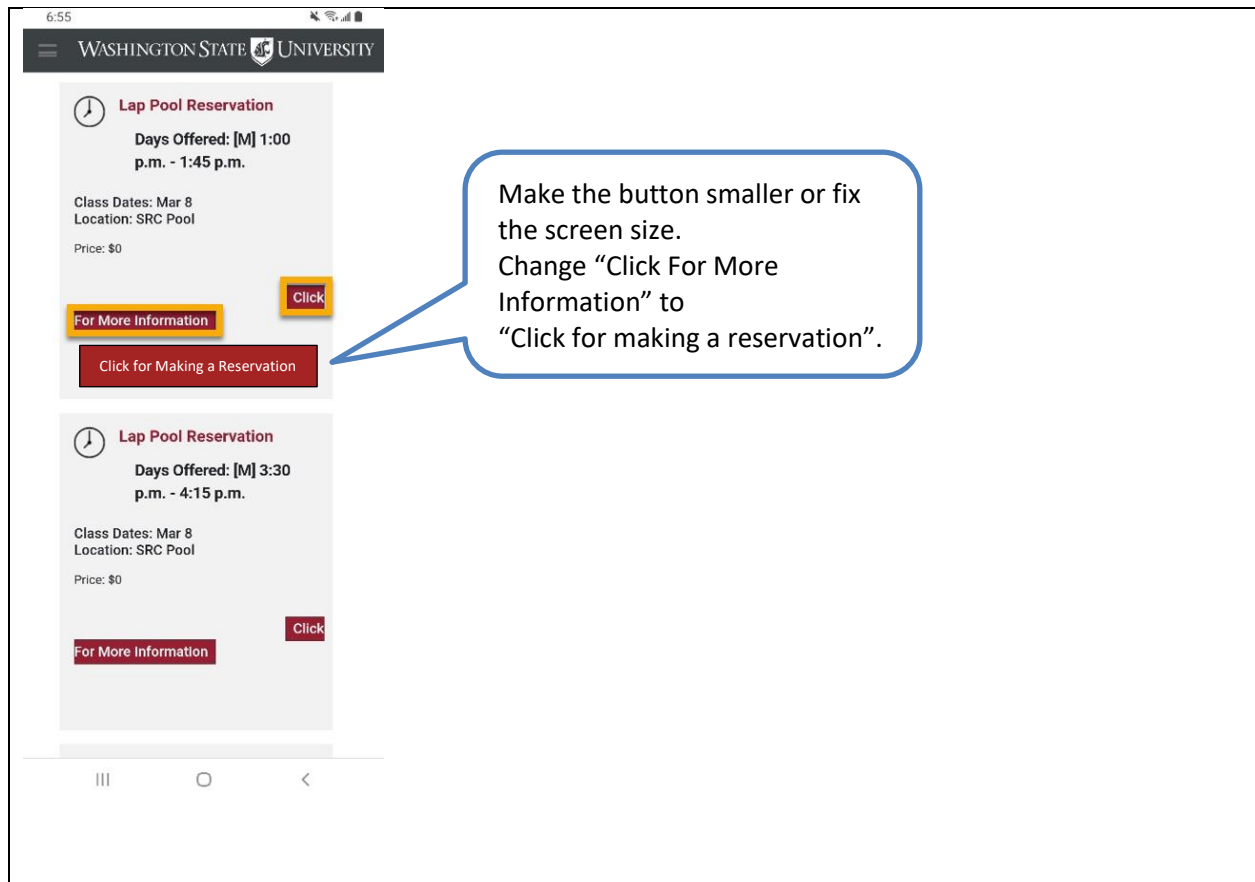 6:55
WASHINGTON STATE UNIVERSITY
Lap Pool Reservation
Days Offered: [M] 1:00
p.m. - 1:45 p.m.
Class Dates: Mar 8
Location: SRC Pool
Price: $0
Click
For More Information
Click for Making a Reservation
Make the button smaller or fix
the screen size.
Change “Click For More
Information” to
“Click for making a reservation”.
Lap Pool Reservation
Days Offered: [M] 3:30
p.m. - 4:15 p.m.
Class Dates: Mar 8
Location: SRC Pool
Price: $0
Click
For More Information